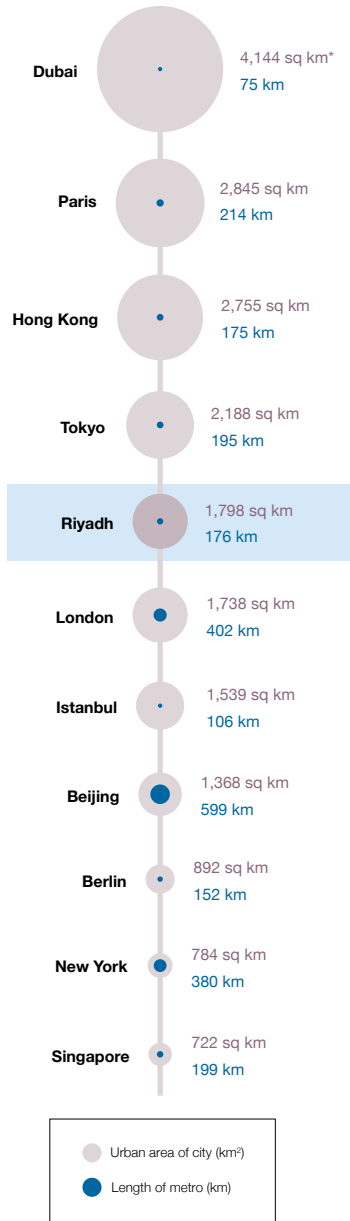 Dubai
4,144 sq km*
75 km
Paris
2,845 sq km
214 km
Hong Kong
2,755 sq km
175 km
Tokyo
2,188 sq km
195 km
Riyadh
1,798 sq km
176 km
London
1,738 sq km
402 km
Istanbul
1,539 sq km
106 km
Beijing
1,368 sq km
599 km
Berlin
892 sq km
152 km
New York
784 sq km
380 km
Singapore
722 sq km
199 km
Urban area of city (km²)
Length of metro (km)